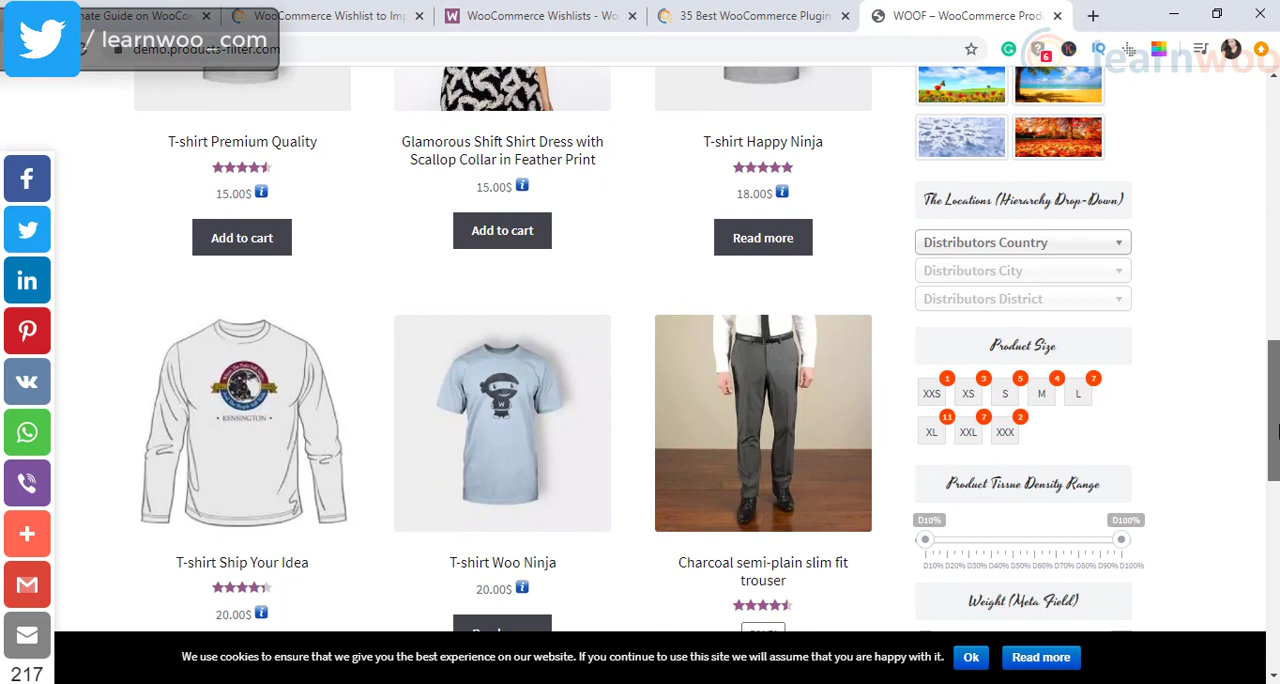 nate Guide on WooCor
WooCommerce Wishlist to Imp
WooCommerce Wishlists - Wo
35 Best WooCommerce Plugin
WOOF – WooCommerce Prod
/ learnwoo_com
demo.products-filter.com
6
learnwoo
T-shirt Premium Quality
15.00$
Add to cart
Glamorous Shift Shirt Dress with
Scallop Collar in Feather Print
15.00$
Add to cart
T-shirt Happy Ninja
18.00$
Read more
The Locations (Hierarchy Drop-Down)
Distributors Country
Distributors City
Distributors District
Product Size
1 3 5 4 7
XXS XS S M L
11 7 2
XL XXL XXX
Product Tissue Density Range
D10% D100%
D10% D20% D30% D40% D50% D60% D70% D80% D90% D100%
Weight (Meta Field)
KENSINGTON
W
T-shirt Ship Your Idea
20.00$
T-shirt Woo Ninja
20.00$
Charcoal semi-plain slim fit
trouser
217
We use cookies to ensure that we give you the best experience on our website. If you continue to use this site we will assume that you are happy with it.
Ok
Read more